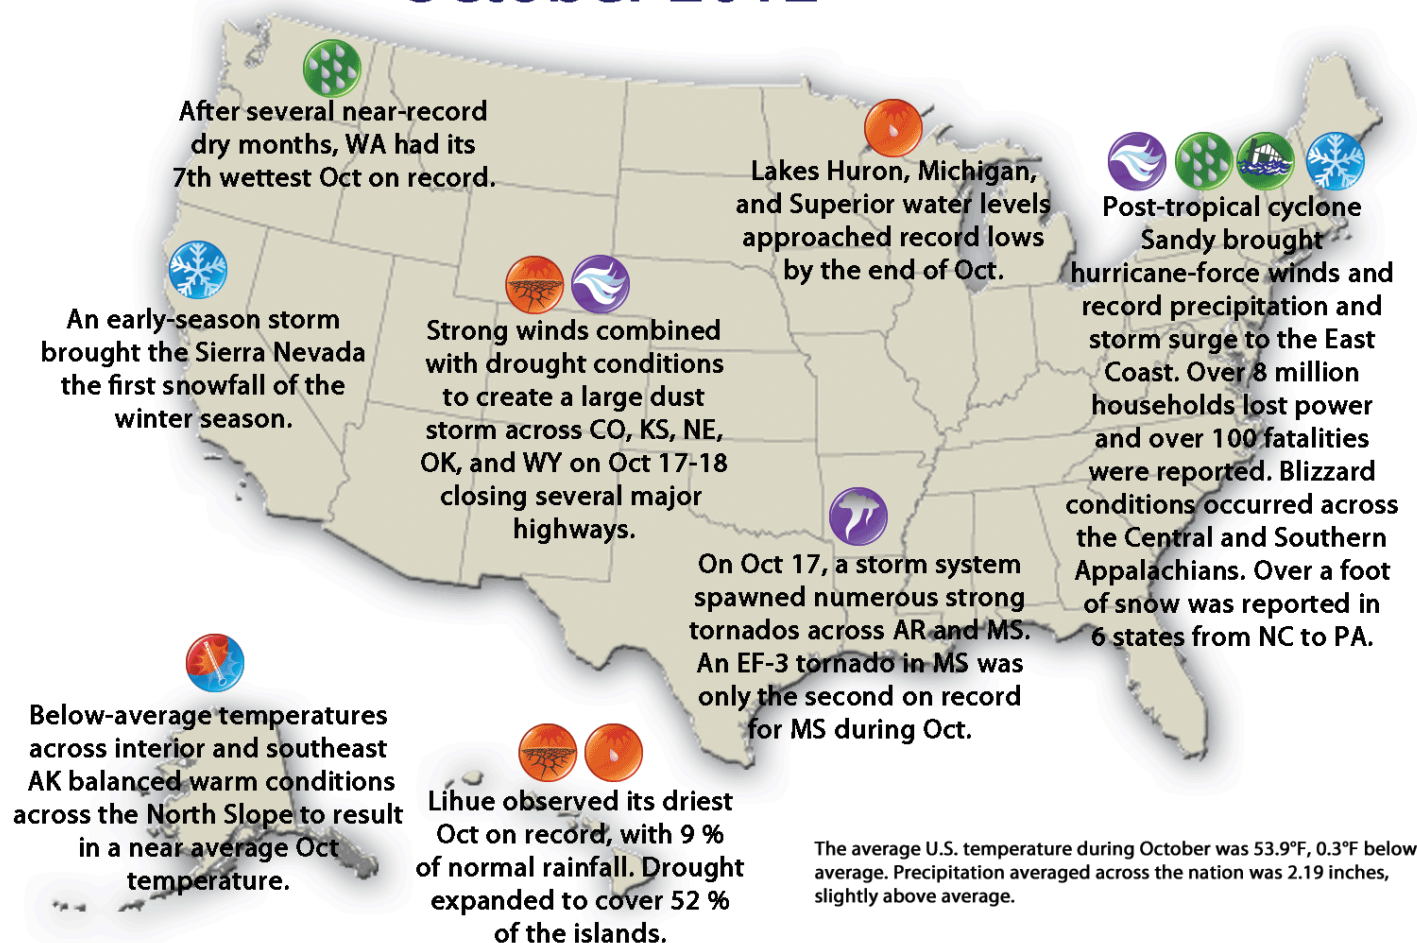 October 2012
After several near-record
dry months, WA had its
7th wettest Oct on record.
Lakes Huron, Michigan,
and Superior water levels
approached record lows
by the end of Oct.
Post-tropical cyclone
Sandy brought
hurricane-force winds and
record precipitation and
storm surge to the East
Coast. Over 8 million
households lost power
and over 100 fatalities
were reported. Blizzard
conditions occurred across
the Central and Southern
Appalachians. Over a foot
of snow was reported in
6 states from NC to PA.
An early-season storm
brought the Sierra Nevada
the first snowfall of the
winter season.
Strong winds combined
with drought conditions
to create a large dust
storm across CO, KS, NE,
OK, and WY on Oct 17-18
closing several major
highways.
On Oct 17, a storm system
spawned numerous strong
tornados across AR and MS.
An EF-3 tornado in MS was
only the second on record
for MS during Oct.
Below-average temperatures
across interior and southeast
AK balanced warm conditions
across the North Slope to result
in a near average Oct
temperature.
Lihue observed its driest
Oct on record, with 9 %
of normal rainfall. Drought
expanded to cover 52 %
of the islands.
The average U.S. temperature during October was 53.9°F, 0.3°F below
average. Precipitation averaged across the nation was 2.19 inches,
slightly above average.